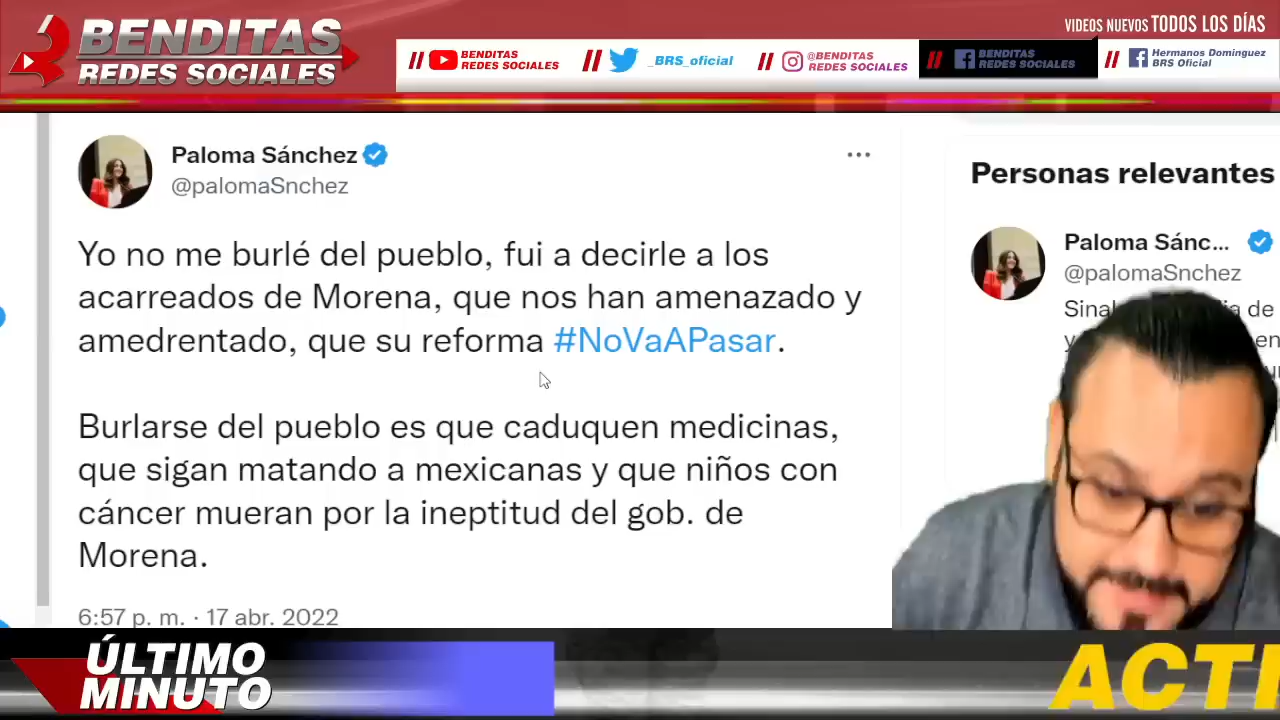 BENDITAS
REDES SOCIALES
VIDEOS NUEVOS TODOS LOS DÍAS
BENDITAS
REDES SOCIALES
_BRS_oficial
@BENDITAS
REDES SOCIALES
BENDITAS
REDES SOCIALES
Hermanos Dominguez
BRS Oficial
Paloma Sánchez
@palomaSnchez
Yo no me burlé del pueblo, fui a decirle a los
acarreados de Morena, que nos han amenazado y
amedrentado, que su reforma #NoVaAPasar.
Burlarse del pueblo es que caduquen medicinas,
que sigan matando a mexicanas y que niños con
cáncer mueran por la ineptitud del gob. de
Morena.
6:57 p. m. · 17 abr. 2022
Personas relevantes
Paloma Sánc...
@palomaSnchez
ÚLTIMO
MINUTO
ACTI